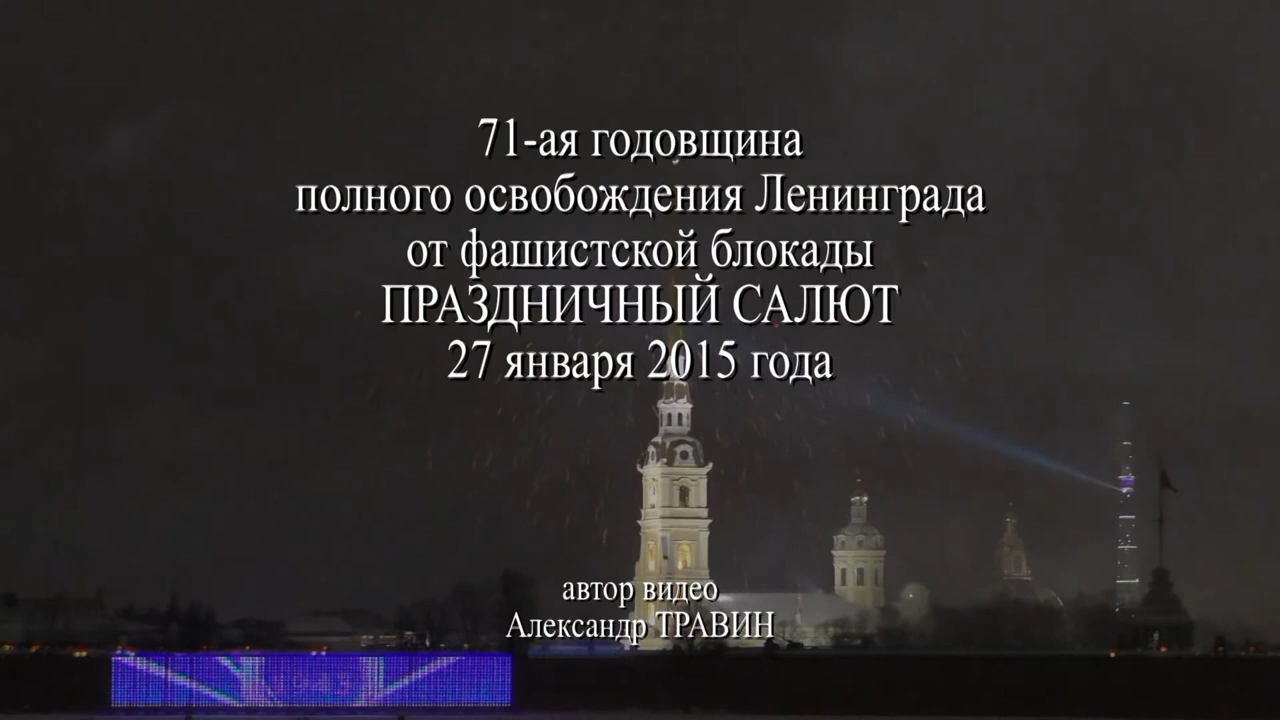 71-ая годовщина
полного освобождения Ленинграда
от фашистской блокады
ПРАЗДНИЧНЫЙ САЛЮТ
27 января 2015 года
автор видео
Александр ТРАВИН